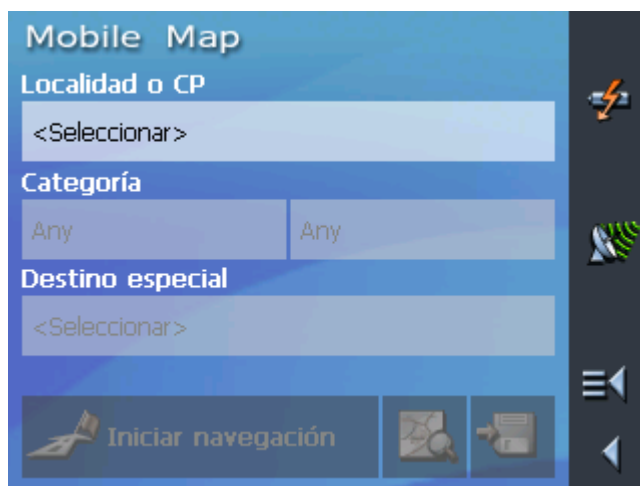 Mobile Map
Localidad o CP
<Seleccionar>
Categoría
Any Any
Destino especial
<Seleccionar>
Iniciar navegación